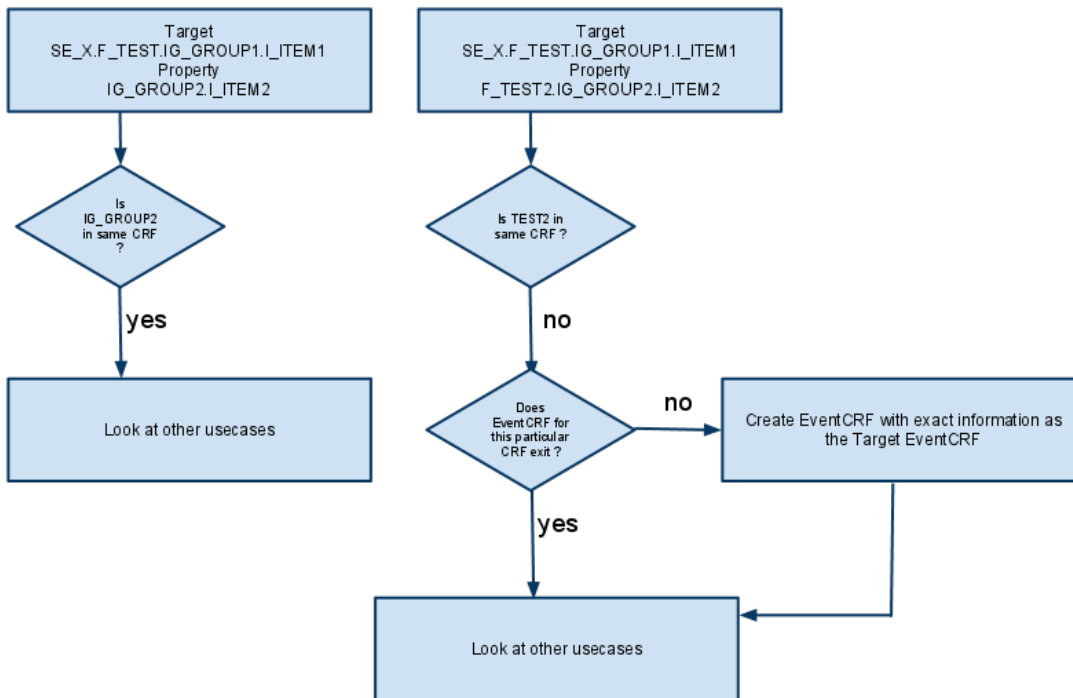 Target
SE_X.F_TEST.IG_GROUP1.I_ITEM1
Property
IG_GROUP2.I_ITEM2
Is
IG_GROUP2
in same CRF
?
yes
Look at other usecases
Target
SE_X.F_TEST.IG_GROUP1.I_ITEM1
Property
F_TEST2.IG_GROUP2.I_ITEM2
Is TEST2 in
same CRF ?
no
Does
EventCRF for
this particular
CRF exit ?
no
Create EventCRF with exact information as
the Target EventCRF
yes
Look at other usecases